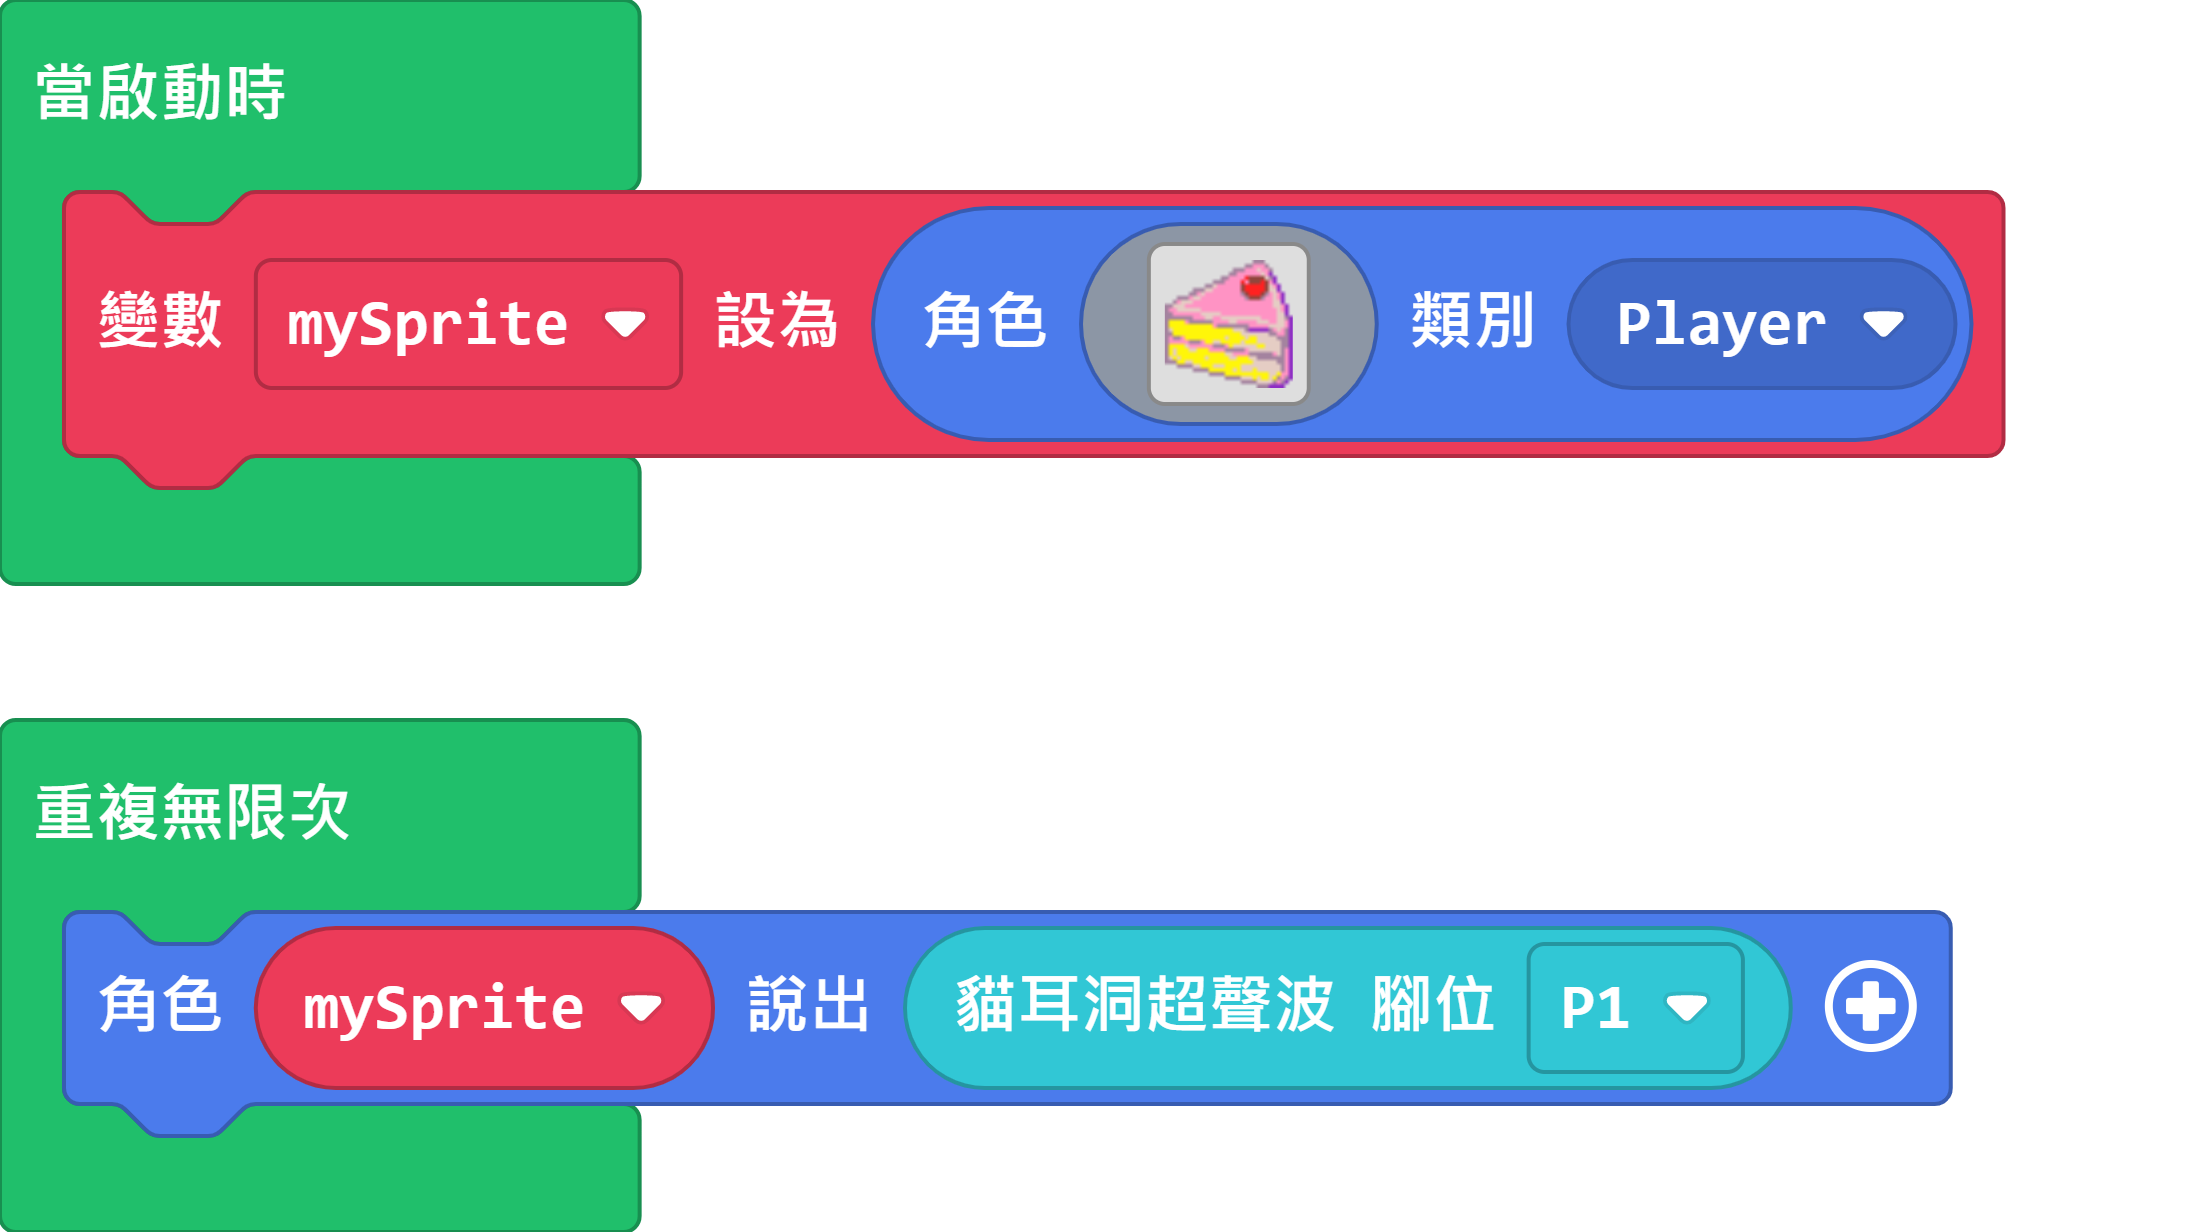 當啟動時
變數 mySprite 設為 角色 類別 Player
重複無限次
角色 mySprite 說出 貓耳洞超聲波 腳位 P1